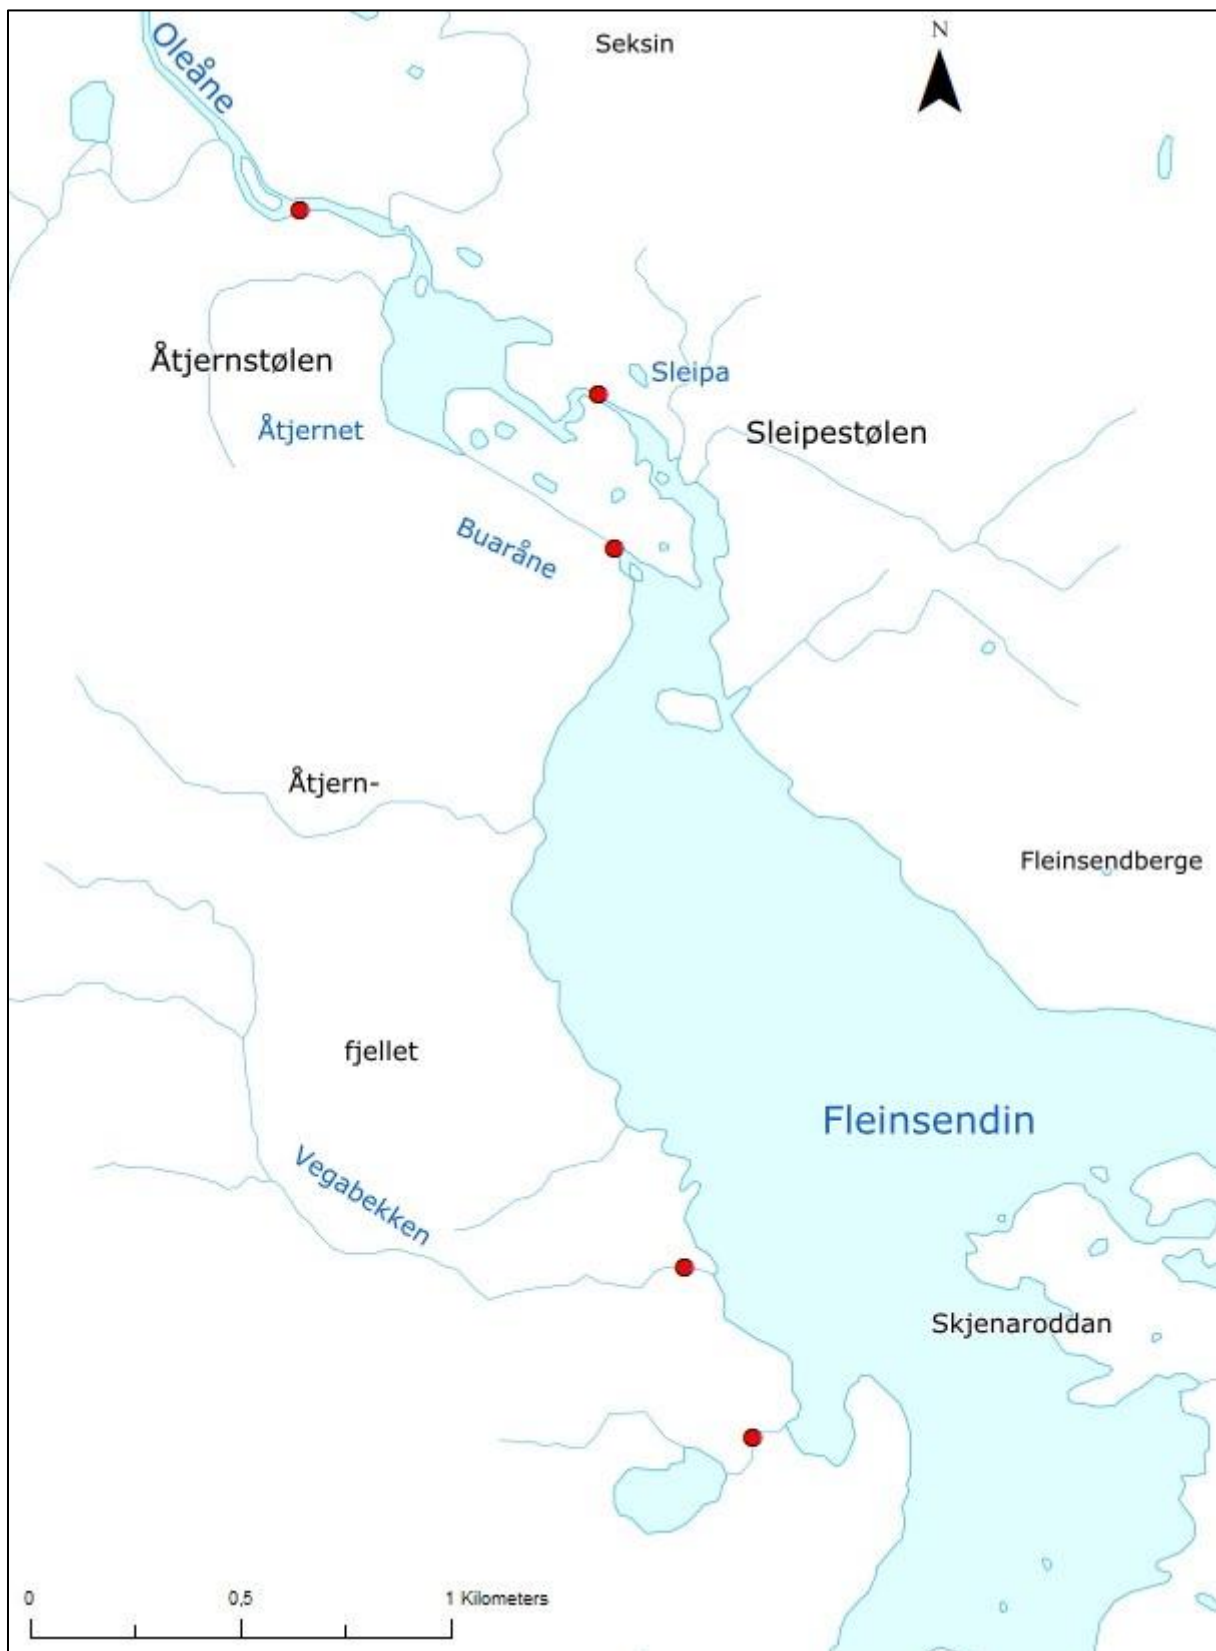 N
Seksin
Oleåne
Åtjernstølen
Sleipa
Åtjernet
Sleipestølen
Buaråne
Åtjern-
Fleinsendberge
fjellet
Fleinsendin
Vegabekken
Skjenaroddan
0 0,5 1 Kilometers